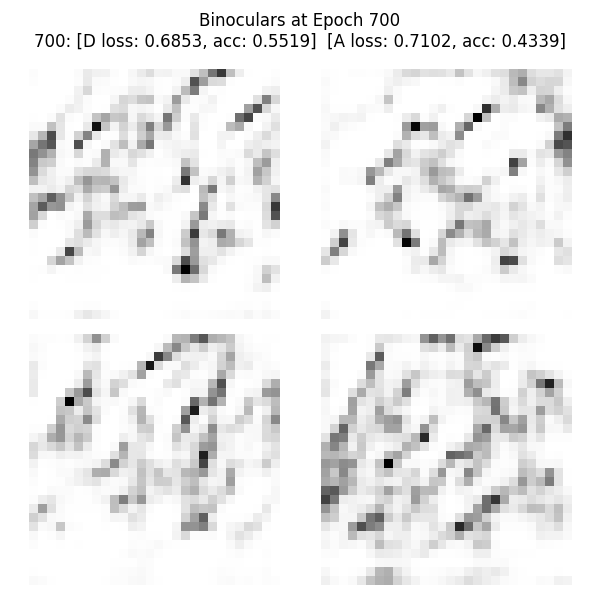 Binoculars at Epoch 700
700: [D loss: 0.6853, acc: 0.5519]  [A loss: 0.7102, acc: 0.4339]